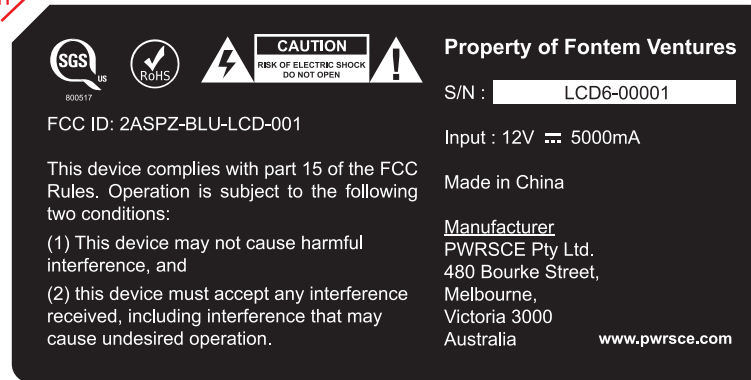 SGS
US
800517
RoHS
CAUTION
RISK OF ELECTRIC SHOCK
DO NOT OPEN
FCC ID: 2ASPZ-BLU-LCD-001
This device complies with part 15 of the FCC
Rules. Operation is subject to the following
two conditions:
(1) This device may not cause harmful
interference, and
(2) this device must accept any interference
received, including interference that may
cause undesired operation.
Property of Fontem Ventures
S/N : LCD6-00001
Input : 12V ⎓ 5000mA
Made in China
Manufacturer
PWRSCE Pty Ltd.
480 Bourke Street,
Melbourne,
Victoria 3000
Australia www.pwrsce.com